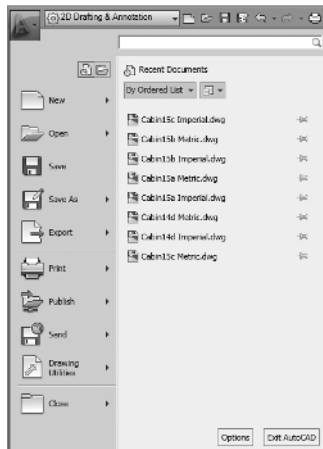 2D Drafting & Annotation
Recent Documents
By Ordered List
New
Open
Save
Save As
Export
Print
Publish
Send
Drawing Utilities
Close
Cabin15c Imperial.dwg
Cabin15b Metric.dwg
Cabin15b Imperial.dwg
Cabin15a Metric.dwg
Cabin15a Imperial.dwg
Cabin14d Metric.dwg
Cabin14d Imperial.dwg
Cabin15c Metric.dwg
Options
Exit AutoCAD